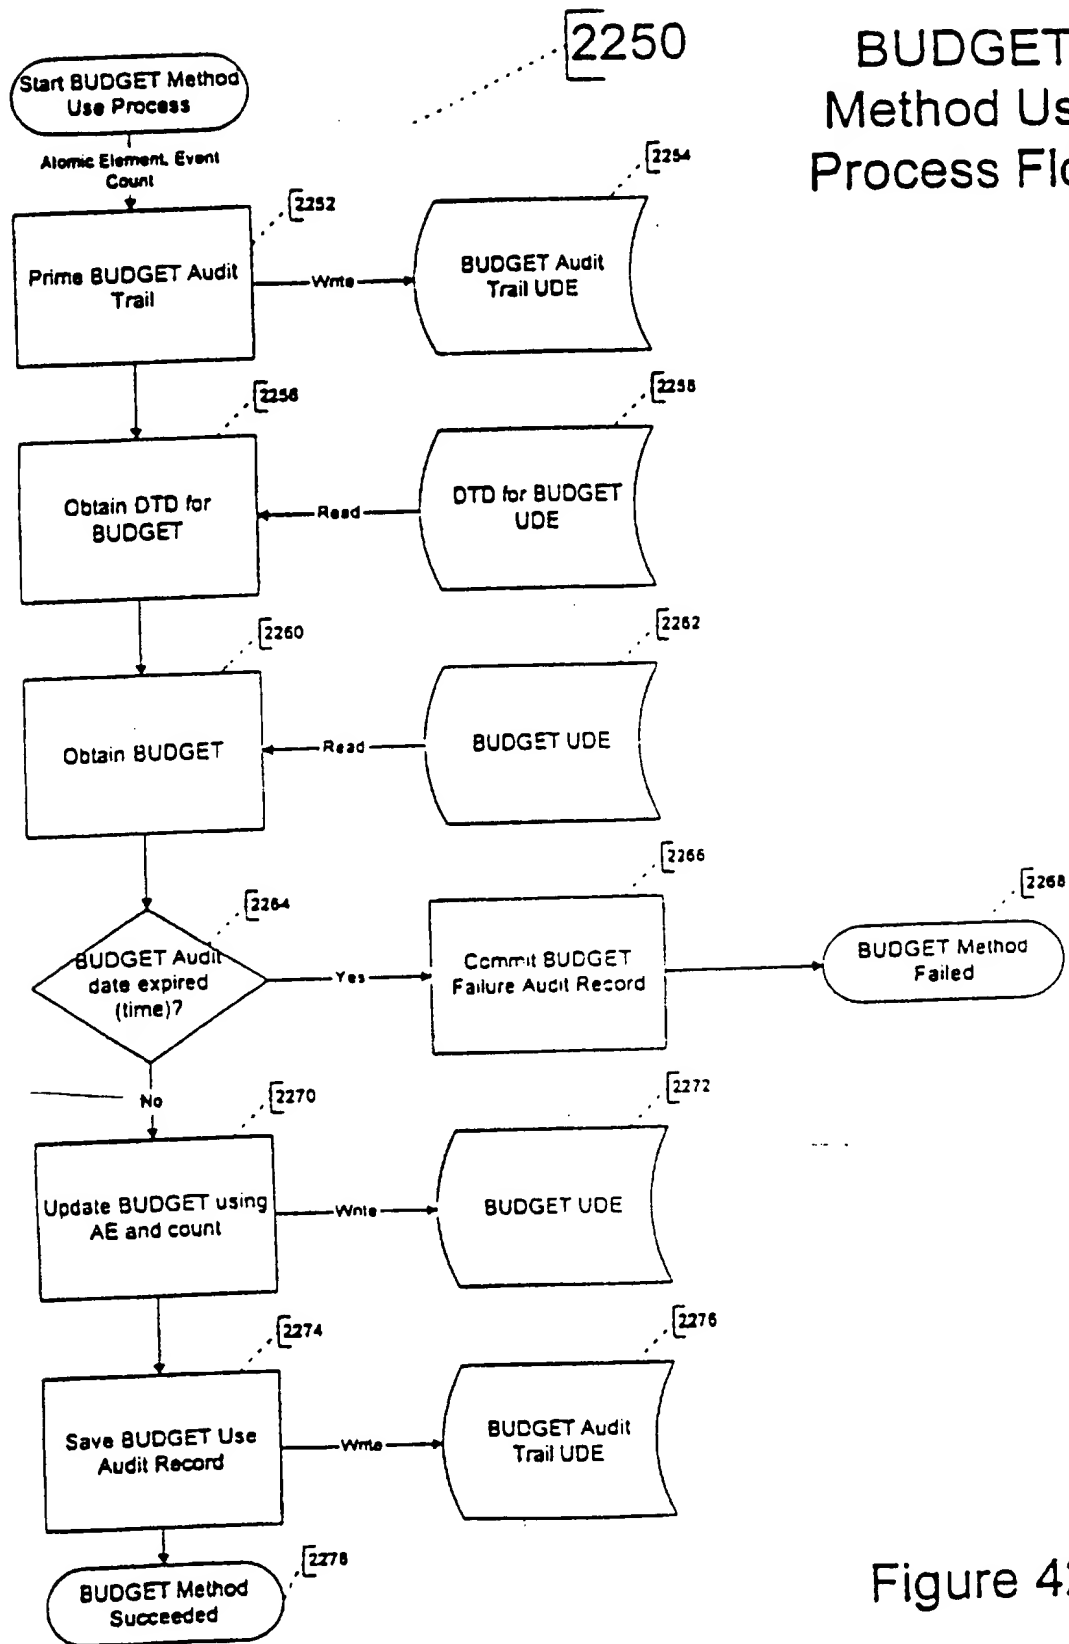 2250
BUDGET
Method Us
Process Flo
Start BUDGET Method
Use Process
Atomic Element, Event
Count
2252
2254
Prime BUDGET Audit
Trail
Write
BUDGET Audit
Trail UDE
2256
2258
Obtain DTD for
BUDGET
Read
DTD for BUDGET
UDE
2260
2262
Obtain BUDGET
Read
BUDGET UDE
2264
2266
2268
BUDGET Audit
date expired
(time)?
Yes
Commit BUDGET
Failure Audit Record
BUDGET Method
Failed
No
2270
2272
Update BUDGET using
AE and count
Write
BUDGET UDE
2274
2276
Save BUDGET Use
Audit Record
Write
BUDGET Audit
Trail UDE
2278
BUDGET Method
Succeeded
Figure 42